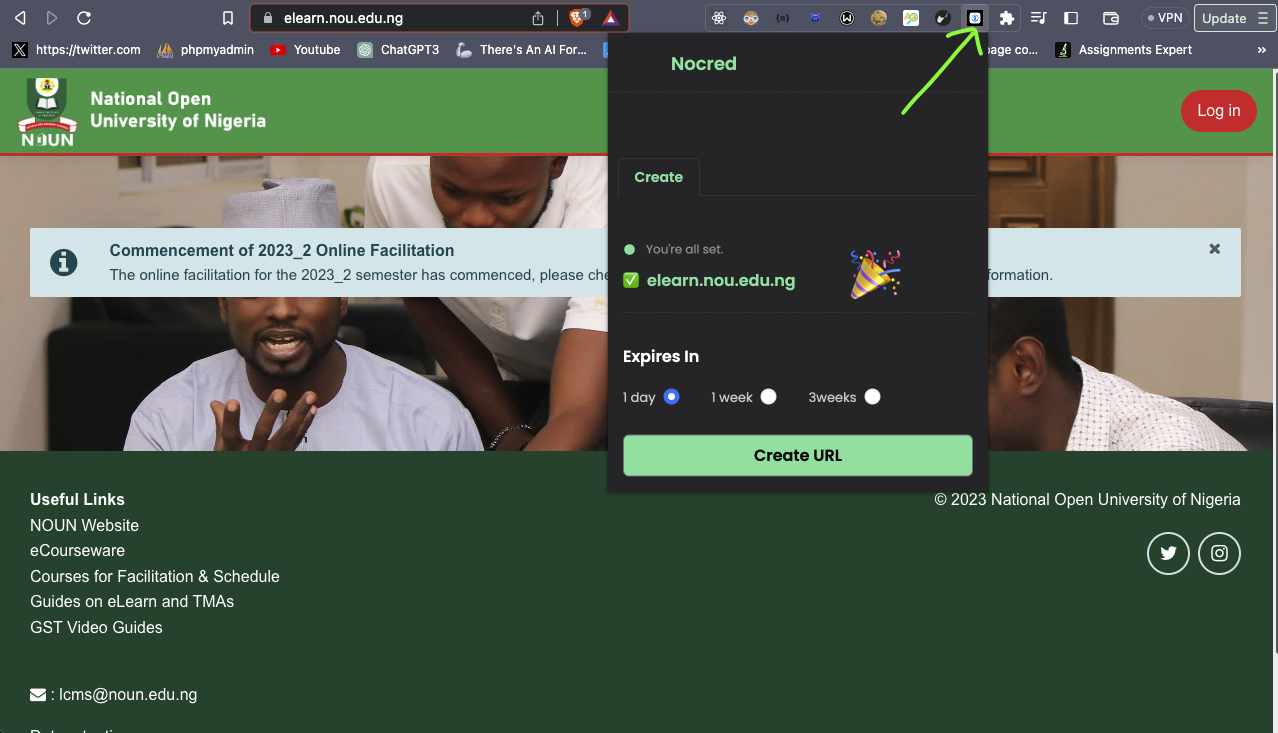 elearn.nou.edu.ng
1
VPN
Update
https://twitter.com
phpmyadmin
Youtube
ChatGPT3
There's An AI For...
page co...
Assignments Expert
»
National Open
University of Nigeria
NOUN
Log in
Nocred
Create
You're all set.
elearn.nou.edu.ng
Expires In
1 day
1 week
3weeks
Create URL
Commencement of 2023_2 Online Facilitation
The online facilitation for the 2023_2 semester has commenced, please che
formation.
Useful Links
NOUN Website
eCourseware
Courses for Facilitation & Schedule
Guides on eLearn and TMAs
GST Video Guides
© 2023 National Open University of Nigeria
: lcms@noun.edu.ng